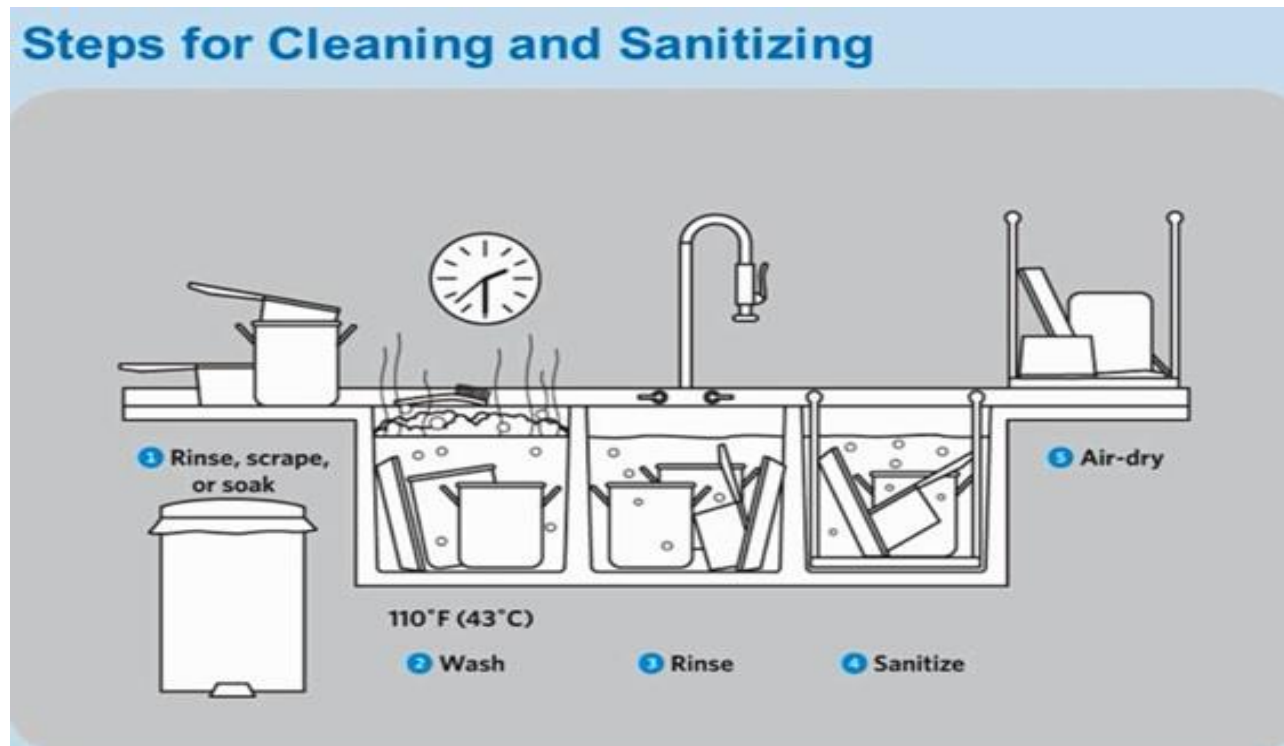 Steps for Cleaning and Sanitizing
1 Rinse, scrape,
or soak
110°F (43°C)
2 Wash
3 Rinse
4 Sanitize
5 Air-dry